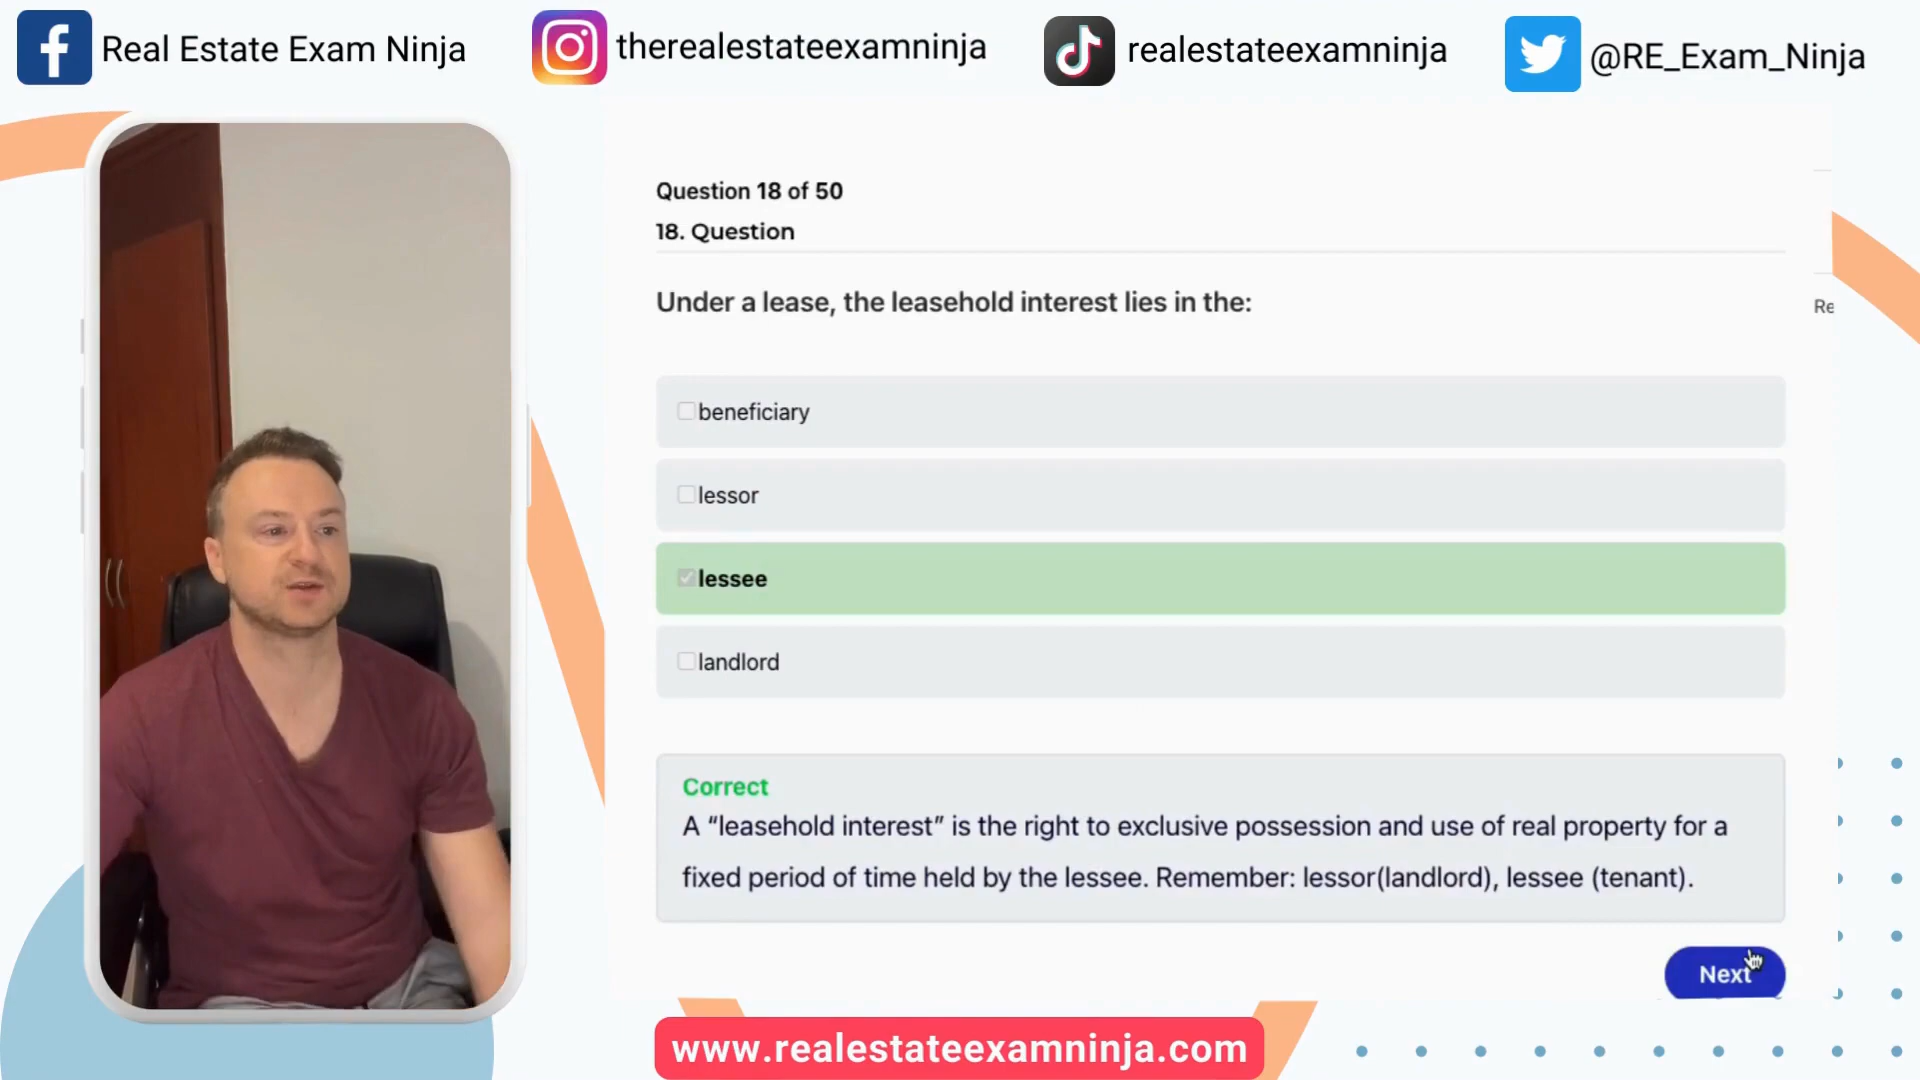 Real Estate Exam Ninja
therealestateexamninja
realestateexamninja
@RE_Exam_Ninja
Question 18 of 50
18. Question
Under a lease, the leasehold interest lies in the:
Re
beneficiary
lessor
lessee
landlord
Correct
A “leasehold interest” is the right to exclusive possession and use of real property for a
fixed period of time held by the lessee. Remember: lessor(landlord), lessee (tenant).
Next
www.realestateexamninja.com